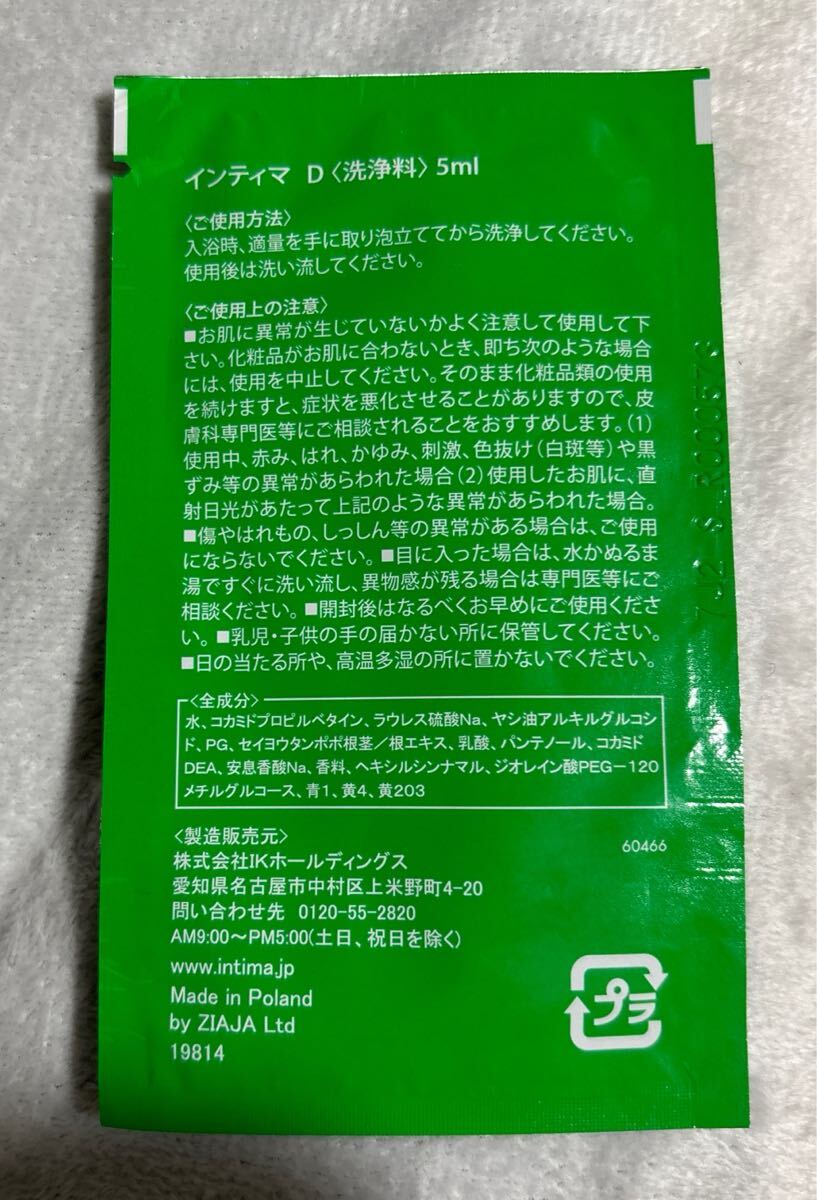 インティマ D〈洗浄料〉5ml
〈ご使用方法〉
入浴時、適量を手に取り泡立ててから洗浄してください。
使用後は洗い流してください。
〈ご使用上の注意〉
■お肌に異常が生じていないかよく注意して使用して下
さい。化粧品がお肌に合わないとき、即ち次のような場合
には、使用を中止してください。そのまま化粧品類の使用
を続けますと、症状を悪化させることがありますので、皮
膚科専門医等にご相談されることをおすすめします。(1)
使用中、赤み、はれ、かゆみ、刺激、色抜け(白斑等)や黒
ずみ等の異常があらわれた場合(2)使用したお肌に、直
射日光があたって上記のような異常があらわれた場合。
■傷やはれもの、しっしん等の異常がある場合は、ご使用
にならないでください。■目に入った場合は、水かぬるま
湯ですぐに洗い流し、異物感が残る場合は専門医等にご
相談ください。■開封後はなるべくお早めにご使用くださ
い。■乳児・子供の手の届かない所に保管してください。
■日の当たる所や、高温多湿の所に置かないでください。
〈全成分〉
水、コカミドプロピルベタイン、ラウレス硫酸Na、ヤシ油アルキルグルコシ
ド、PG、セイヨウタンポポ根茎/根エキス、乳酸、パンテノール、コカミド
DEA、安息香酸Na、香料、ヘキシルシンナマル、ジオレイン酸PEG-120
メチルグルコース、青1、黄4、黄203
〈製造販売元〉
株式会社IKホールディングス
60466
愛知県名古屋市中村区上米野町4-20
問い合わせ先 0120-55-2820
AM9:00~PM5:00(土日、祝日を除く)
www.intima.jp
Made in Poland
by ZIAJA Ltd
19814
プラ